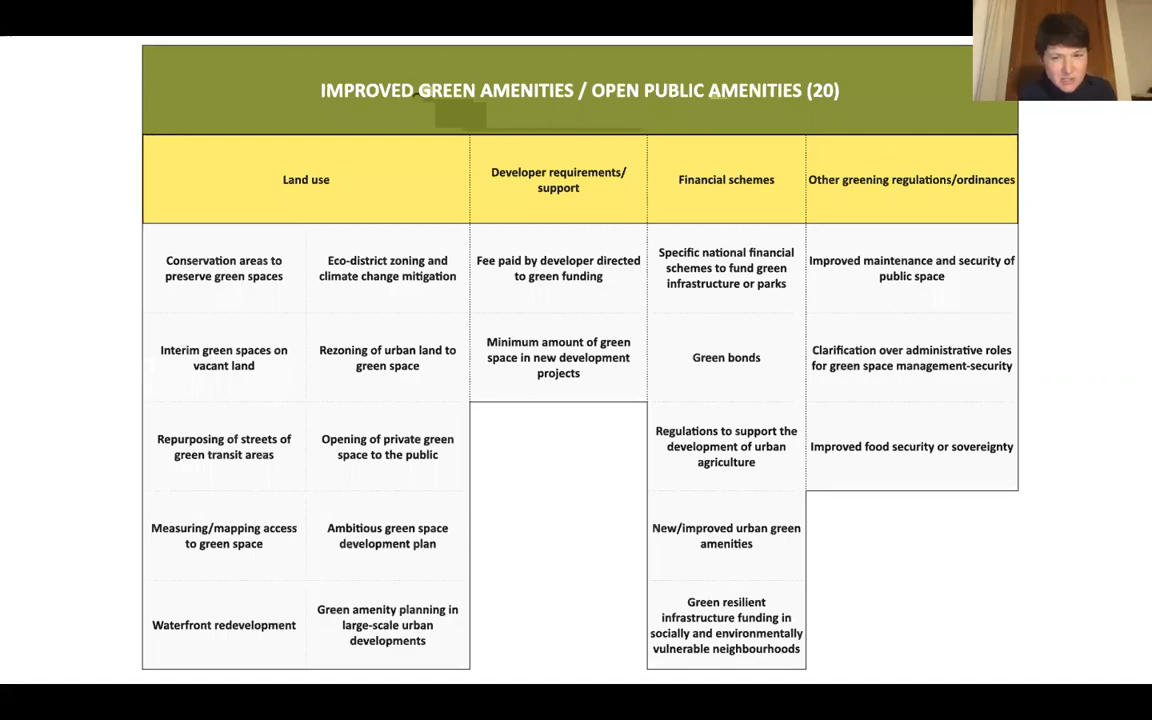 IMPROVED GREEN AMENITIES / OPEN PUBLIC AMENITIES (20)
Land use
Developer requirements/
support
Financial schemes
Other greening regulations/ordinances
Conservation areas to
preserve green spaces
Eco-district zoning and
climate change mitigation
Fee paid by developer directed
to green funding
Specific national financial
schemes to fund green
infrastructure or parks
Improved maintenance and security of
public space
Interim green spaces on
vacant land
Rezoning of urban land to
green space
Minimum amount of green
space in new development
projects
Green bonds
Clarification over administrative roles
for green space management-security
Repurposing of streets of
green transit areas
Opening of private green
space to the public
Regulations to support the
development of urban
agriculture
Improved food security or sovereignty
Measuring/mapping access
to green space
Ambitious green space
development plan
New/improved urban green
amenities
Waterfront redevelopment
Green amenity planning in
large-scale urban
developments
Green resilient
infrastructure funding in
socially and environmentally
vulnerable neighbourhoods